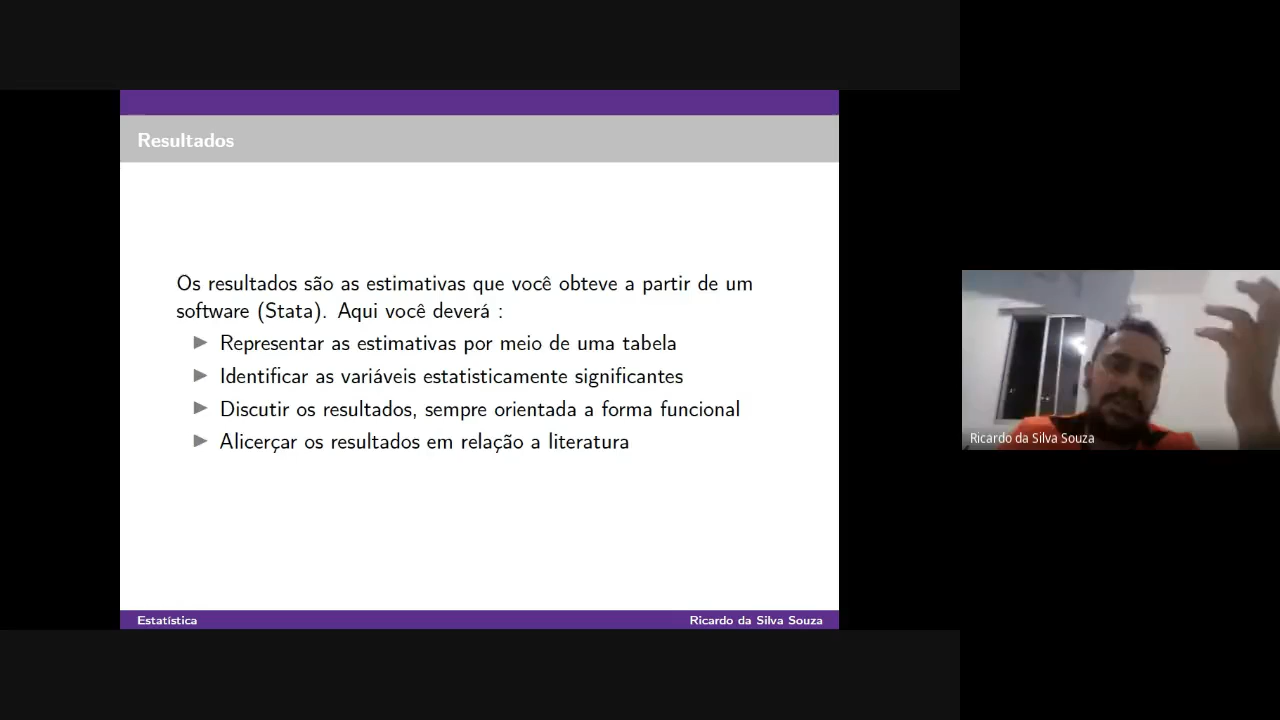 Resultados
Os resultados são as estimativas que você obteve a partir de um
software (Stata). Aqui você deverá :
Representar as estimativas por meio de uma tabela
Identificar as variáveis estatisticamente significantes
Discutir os resultados, sempre orientada a forma funcional
Alicerçar os resultados em relação a literatura
Estatística
Ricardo da Silva Souza
Ricardo da Silva Souza